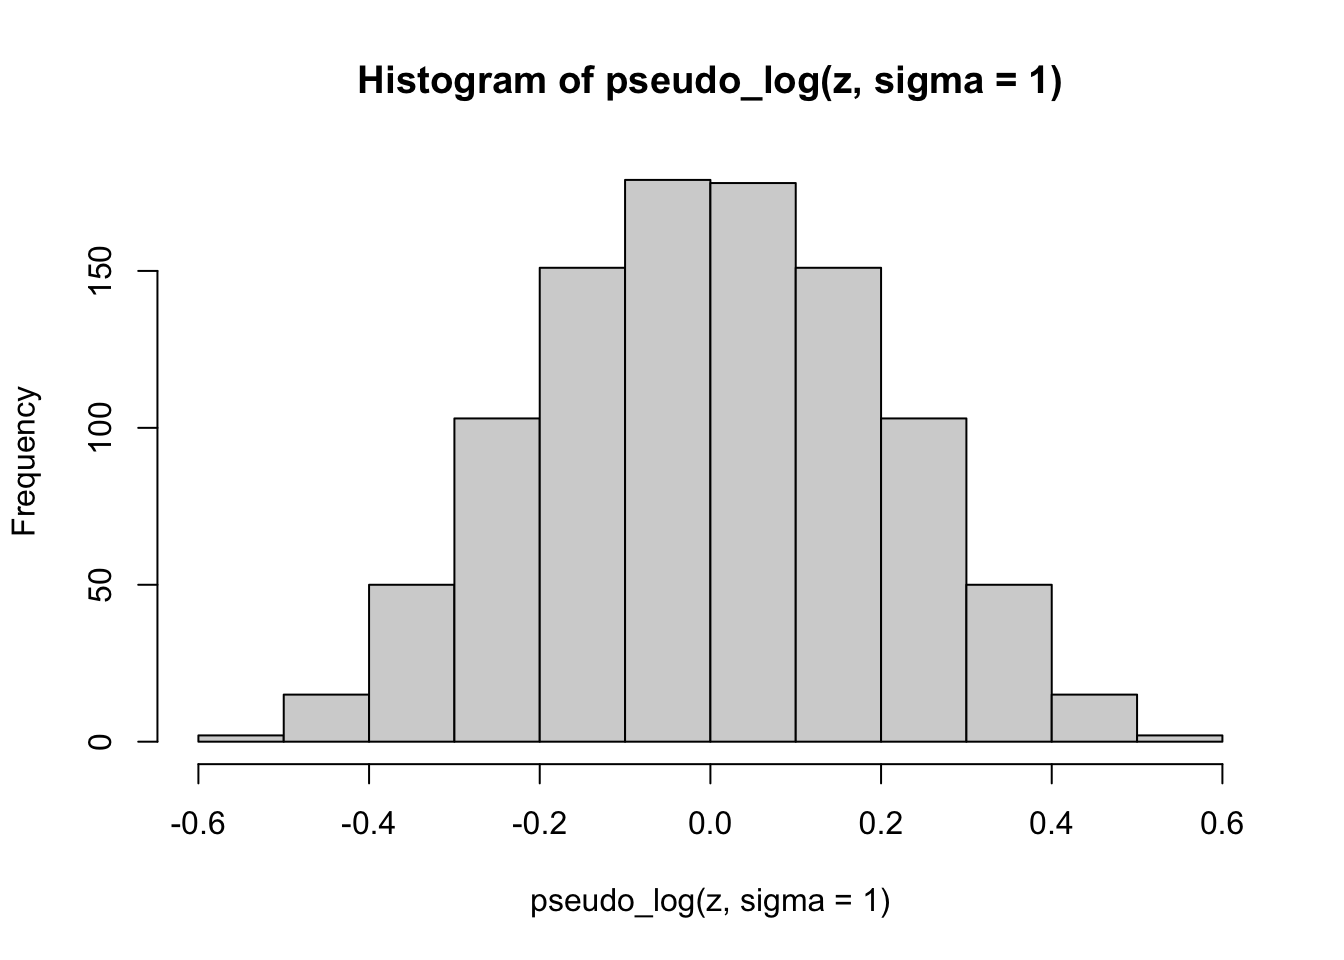 Histogram of pseudo_log(z, sigma = 1)
Frequency
150
100
50
0
-0.6 -0.4 -0.2 0.0 0.2 0.4 0.6
pseudo_log(z, sigma = 1)